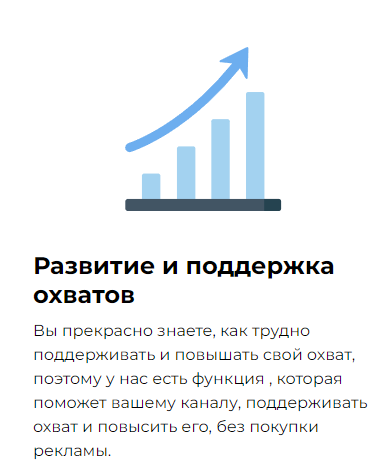 Развитие и поддержка
охватов
Вы прекрасно знаете, как трудно
поддерживать и повышать свой охват,
поэтому у нас есть функция , которая
поможет вашему каналу, поддерживать
охват и повысить его, без покупки
рекламы.